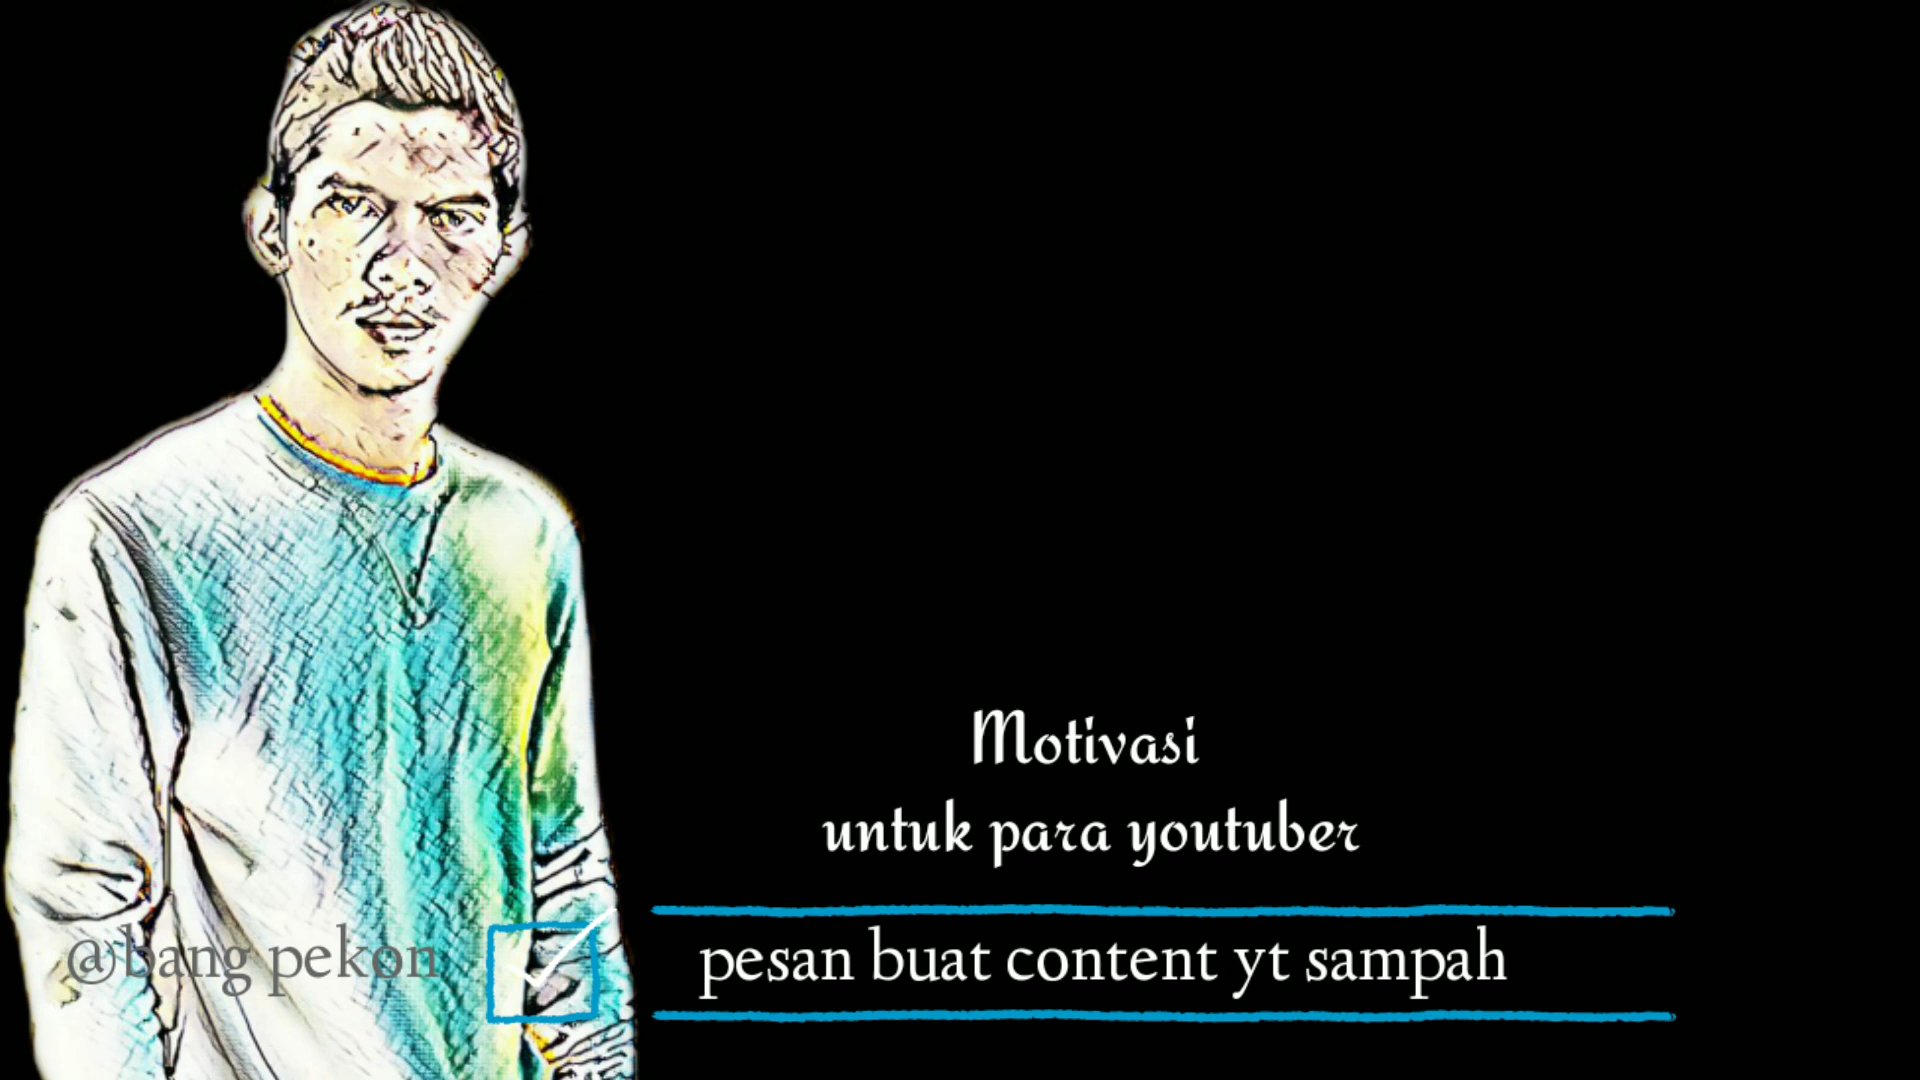 Motivasi
untuk para youtuber
@bang pekon
pesan buat content yt sampah